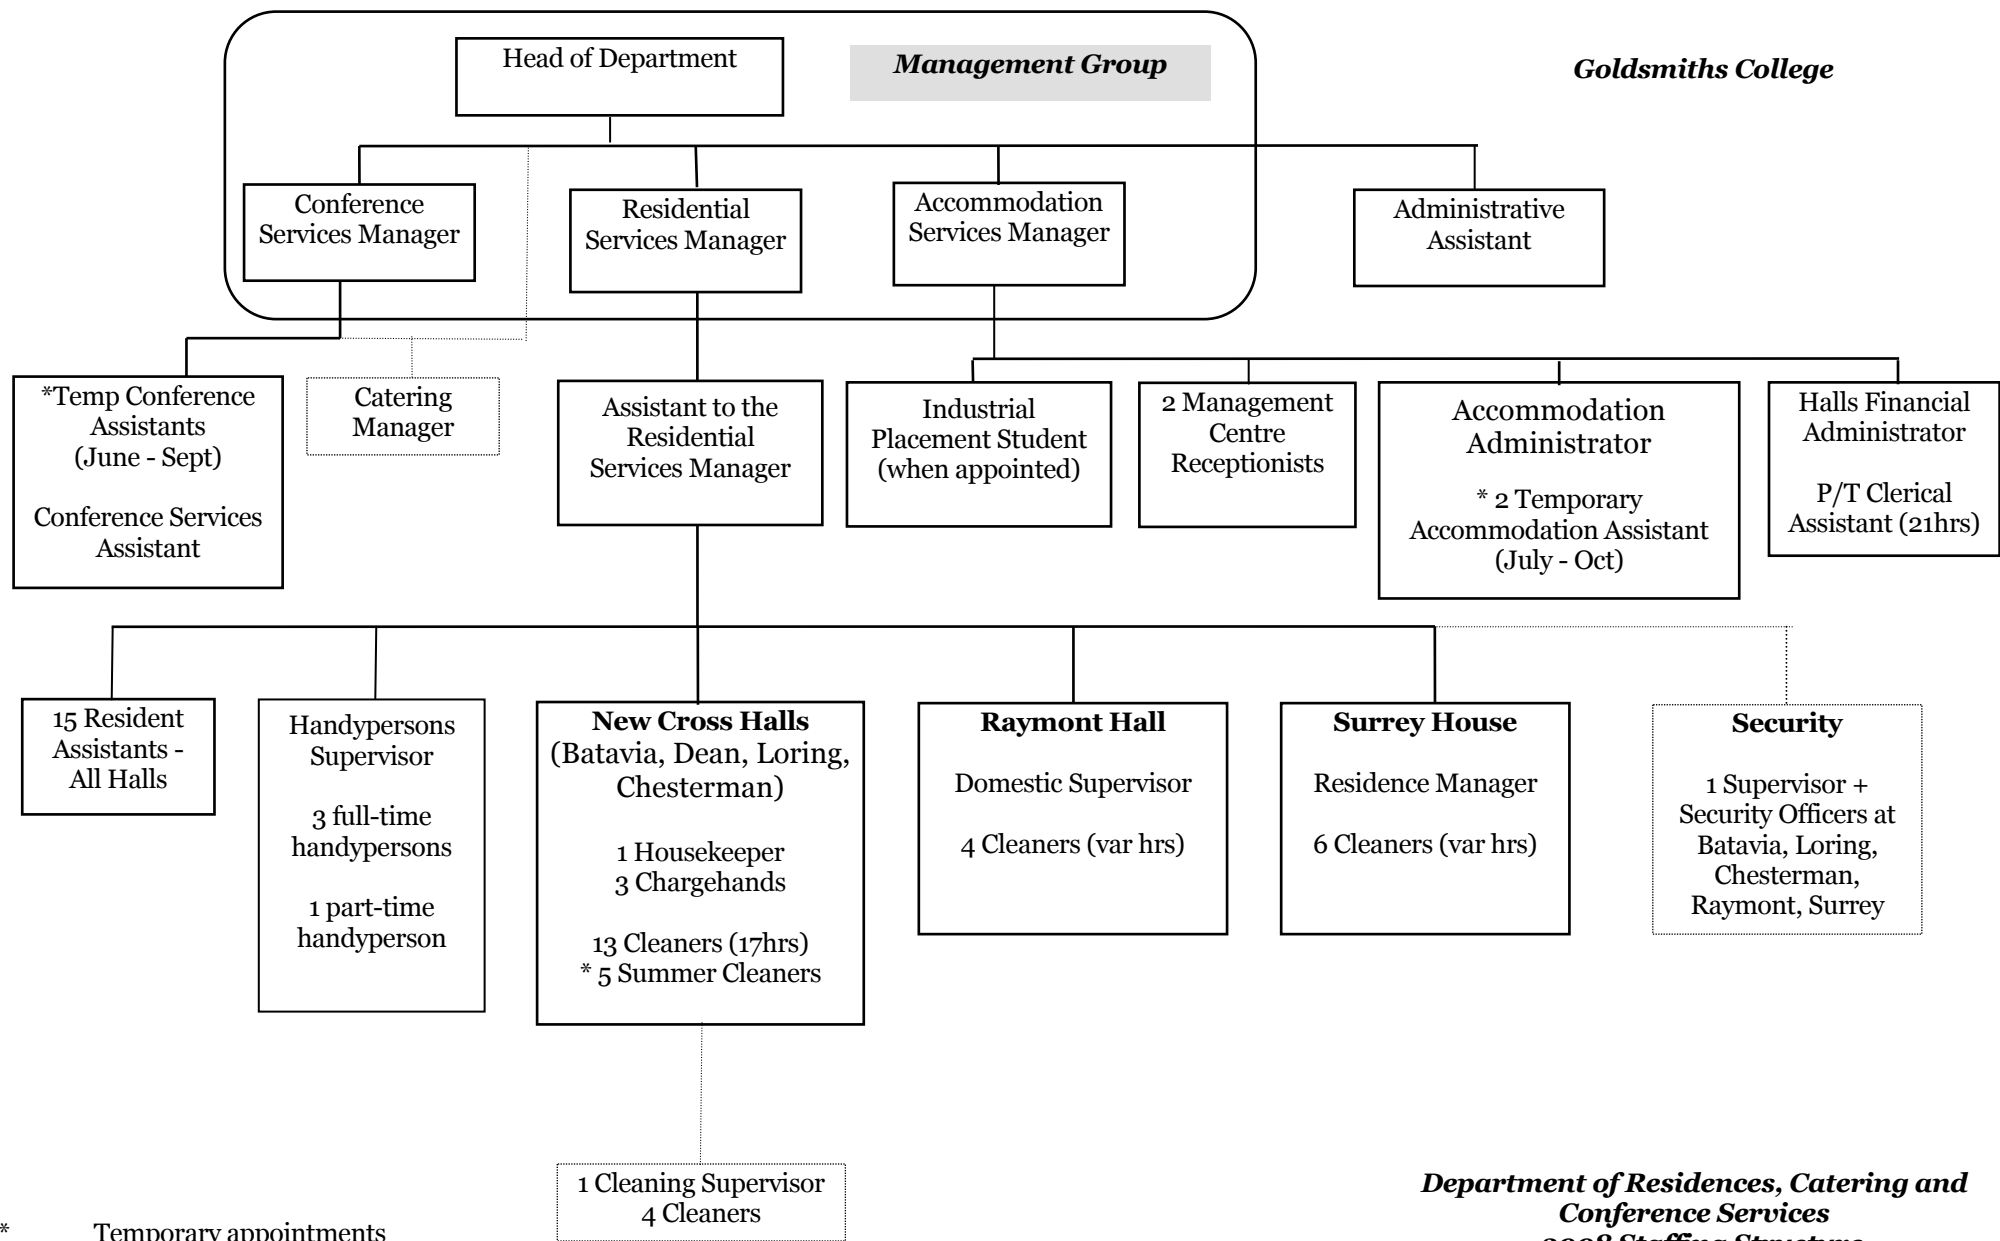 Head of Department
Management Group
Goldsmiths College
Conference
Services Manager
Residential
Services Manager
Accommodation
Services Manager
Administrative
Assistant
*Temp Conference
Assistants
(June - Sept)
Conference Services
Assistant
Catering
Manager
Assistant to the
Residential
Services Manager
Industrial
Placement Student
(when appointed)
2 Management
Centre
Receptionists
Accommodation
Administrator
* 2 Temporary
Accommodation Assistant
(July - Oct)
Halls Financial
Administrator
P/T Clerical
Assistant (21hrs)
15 Resident
Assistants -
All Halls
Handypersons
Supervisor
3 full-time
handypersons
1 part-time
handyperson
New Cross Halls
(Batavia, Dean, Loring,
Chesterman)
1 Housekeeper
3 Chargehands
13 Cleaners (17hrs)
* 5 Summer Cleaners
Raymont Hall
Domestic Supervisor
4 Cleaners (var hrs)
Surrey House
Residence Manager
6 Cleaners (var hrs)
Security
1 Supervisor +
Security Officers at
Batavia, Loring,
Chesterman,
Raymont, Surrey
1 Cleaning Supervisor
4 Cleaners
* Temporary appointments
Department of Residences, Catering and
Conference Services
Staffing Structure